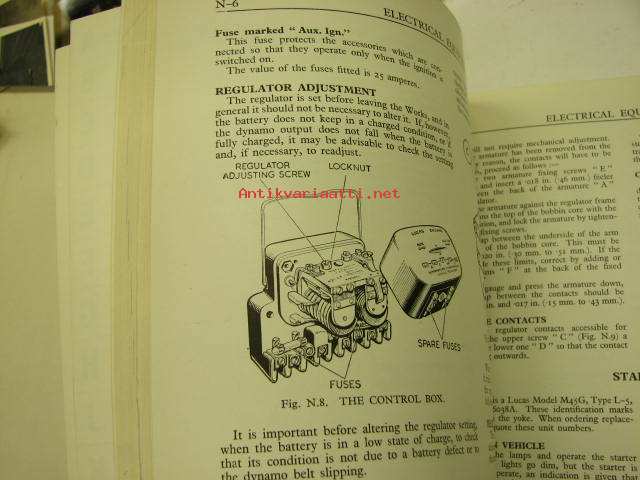 N–6
ELECTRICAL
Fuse marked " Aux. Ign."
This fuse protects the accessories which are con-
nected so that they operate only when the ignition
switched on.
The value of the fuses fitted is 25 amperes.
REGULATOR ADJUSTMENT
The regulator is set before leaving the Works, and in
general it should not be necessary to alter it. If, however,
the battery does not keep in a charged condition, or if
the dynamo output does not fall when the battery is
fully charged, it may be advisable to check the setting
and, if necessary, to readjust.
REGULATOR
ADJUSTING SCREW
LOCKNUT
Antikvariaatti.net
SPARE FUSES
FUSES
Fig. N.8. THE CONTROL BOX.
It is important before altering the regulator setting,
when the battery is in a low state of charge, to check
that its condition is not due to a battery defect or to
the dynamo belt slipping.
ELECTRICAL EQU
not require mechanical adjustment.
armature has been removed from the
reason, the contacts will have to be
proceed as follows :—
two armature fixing screws " E "
and insert a ·018 in. (·46 mm.) feeler
the back of the armature " A "
armature against the regulator frame
the top of the bobbin core with the
and lock the armature by tighten-
fixing screws.
between the underside of the arm
of the bobbin core. This must be
in. (·30 mm. to ·51 mm.). If the
these limits, correct by adding or
" F " at the back of the fixed
gauge and press the armature down,
between the contacts should be
in. and ·017 in. (·15 mm. to ·43 mm.).
CONTACTS
regulator contacts accessible for
the upper screw " C " (Fig. N.9) a
lower one " D " so that the contact
outwards.
STAR
is a Lucas Model M45G, Type L–5,
These identification marks
the yoke. When ordering replace-
quote these unit numbers.
VEHICLE
the lamps and operate the starter
lights go dim, but the starter is
an indication is given that